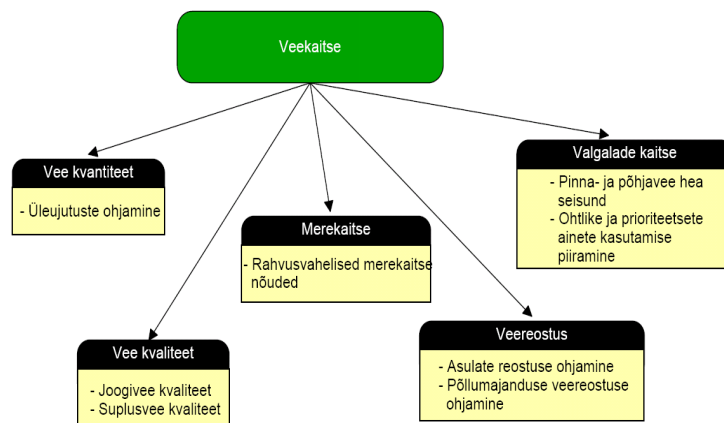 Veekaitse
Vee kvantiteet
- Üleujutuste ohjamine
Valgalade kaitse
- Pinna- ja põhjavee hea
seisund
- Ohtlike ja prioriteetsete
ainete kasutamise
piiramine
Merekaitse
- Rahvusvahelised merekaitse
nõuded
Vee kvaliteet
- Joogivee kvaliteet
- Suplusvee kvaliteet
Veereostus
- Asulate reostuse ohjamine
- Põllumajanduse veereostuse
ohjamine